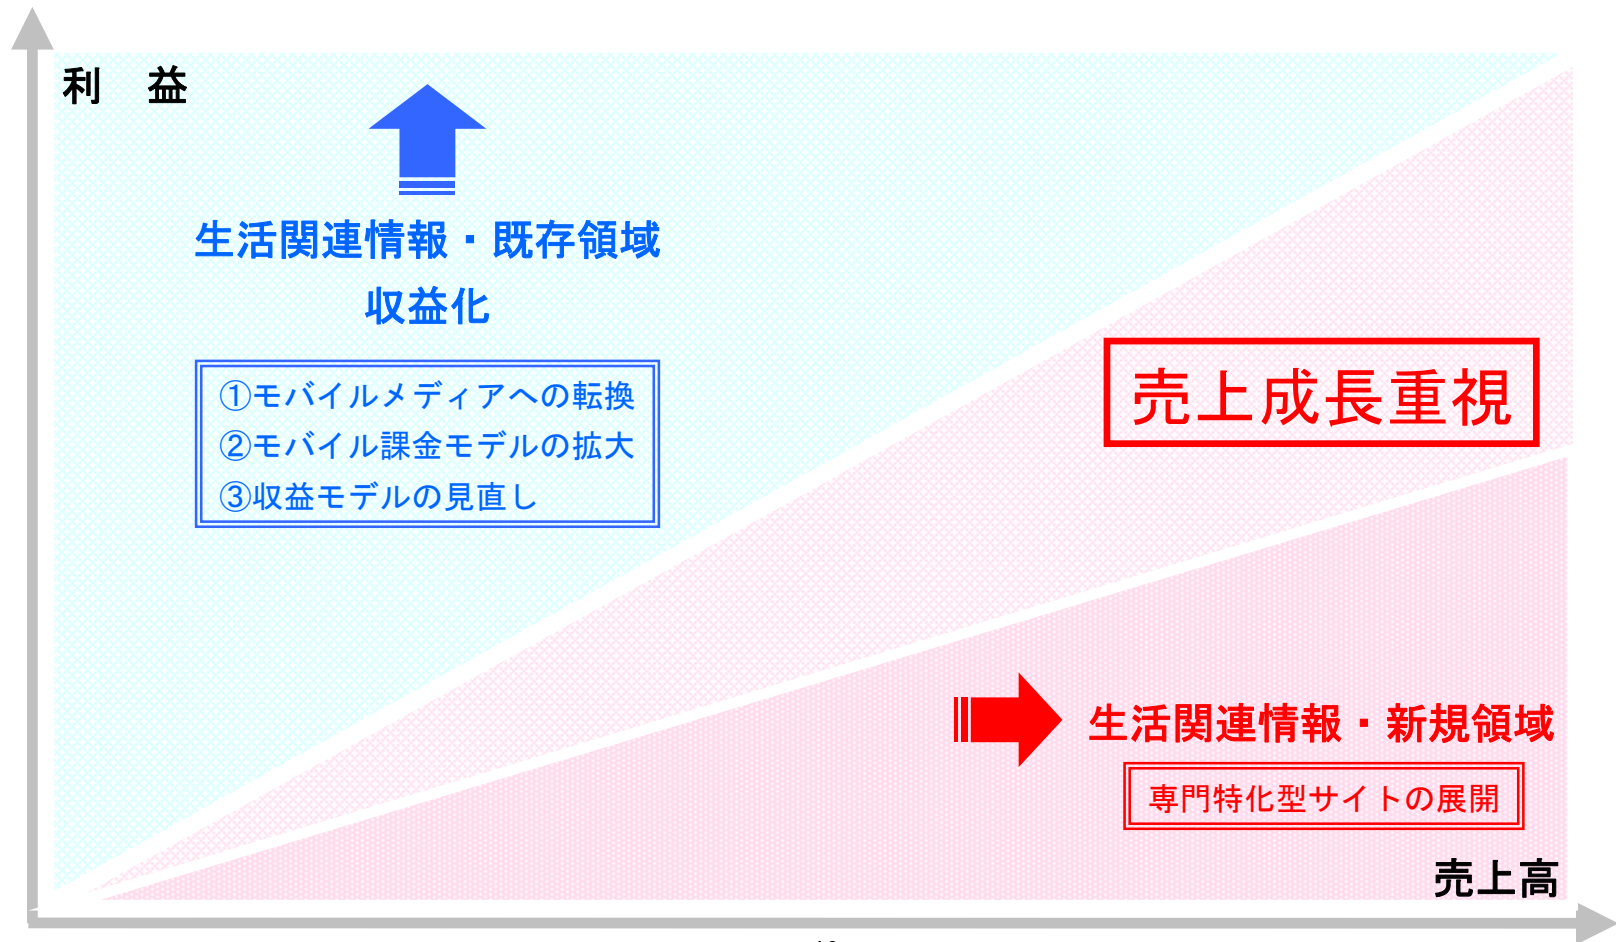 利　益
生活関連情報・既存領域
収益化
①モバイルメディアへの転換
②モバイル課金モデルの拡大
③収益モデルの見直し
売上成長重視
生活関連情報・新規領域
専門特化型サイトの展開
売上高